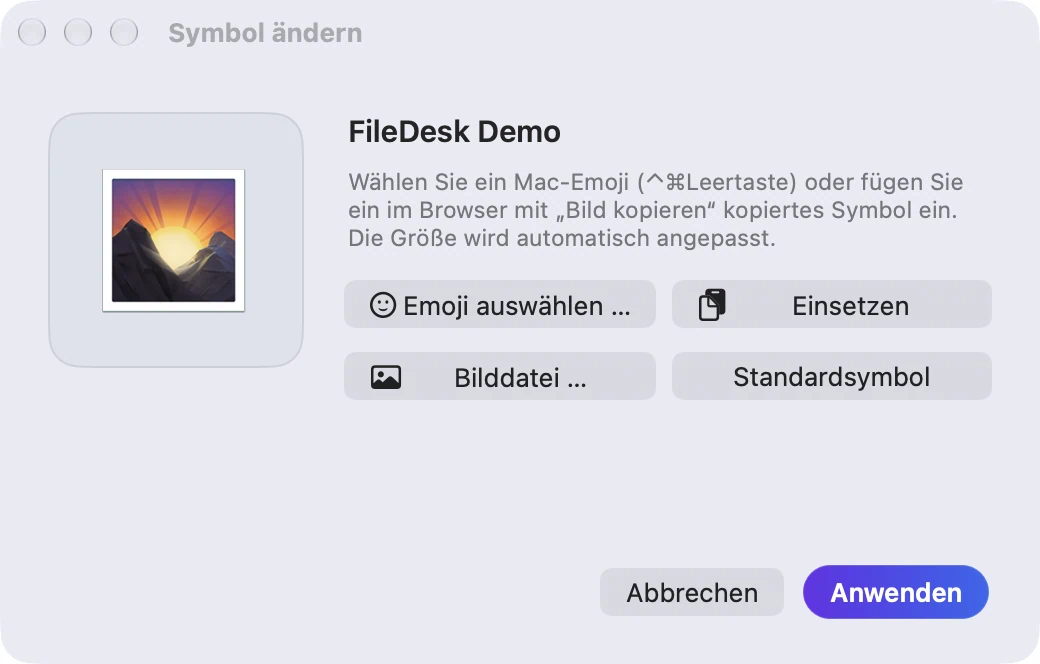 Symbol ändern
FileDesk Demo
Wählen Sie ein Mac-Emoji (^⌘Leertaste) oder fügen Sie
ein im Browser mit „Bild kopieren“ kopiertes Symbol ein.
Die Größe wird automatisch angepasst.
Emoji auswählen ...
Einsetzen
Bilddatei ...
Standardsymbol
Abbrechen
Anwenden